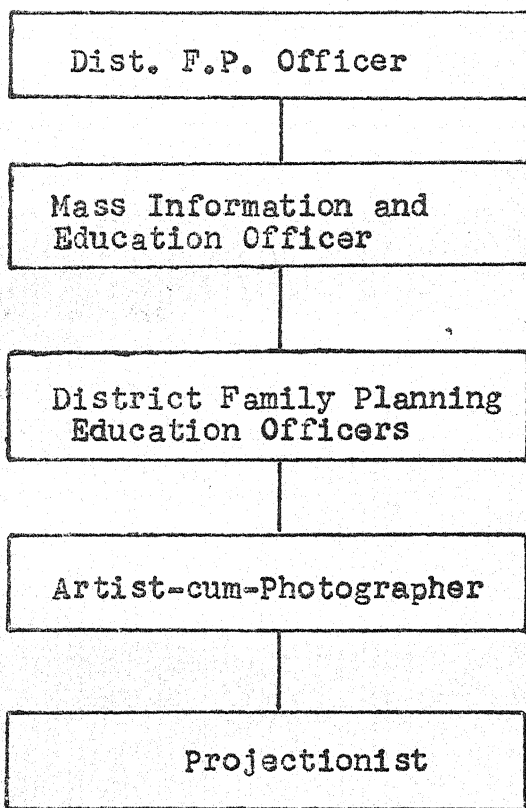 Dist. F.P. Officer
Mass Information and
Education Officer
District Family Planning
Education Officers
Artist-cum-Photographer
Projectionist